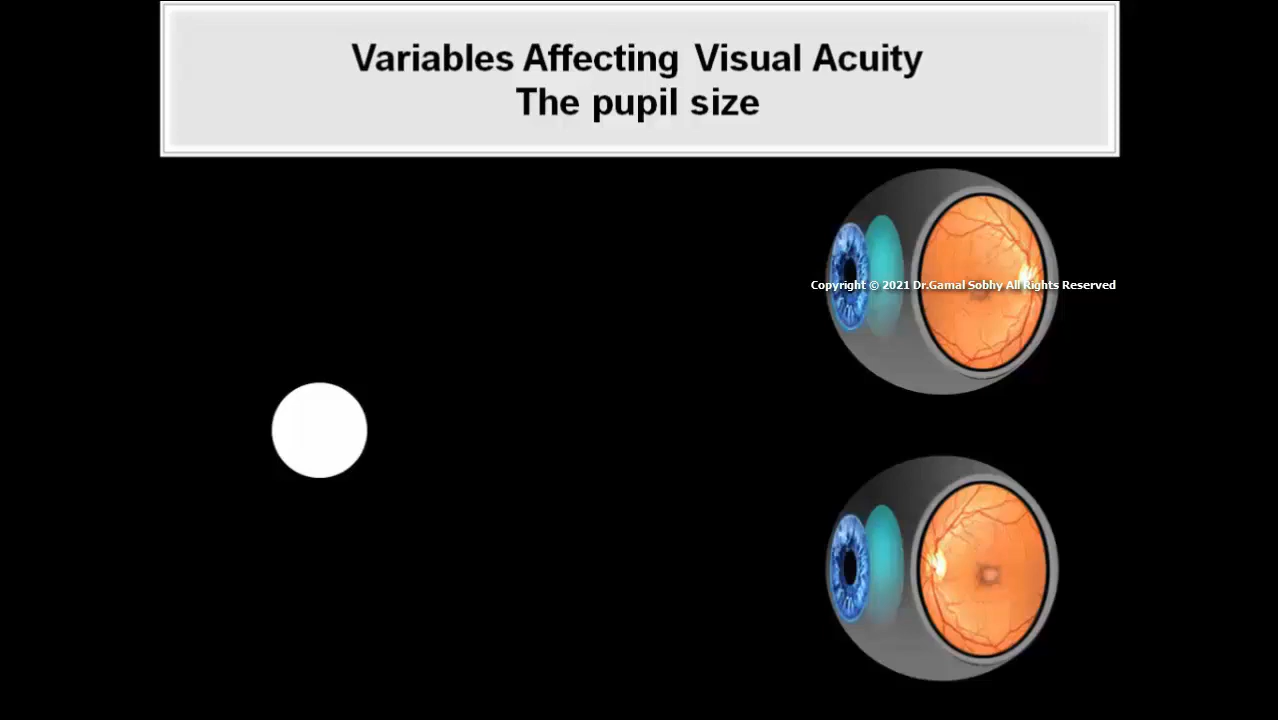 Variables Affecting Visual Acuity
The pupil size
Copyright © 2021 Dr.Gamal Sobhy All Rights Reserved